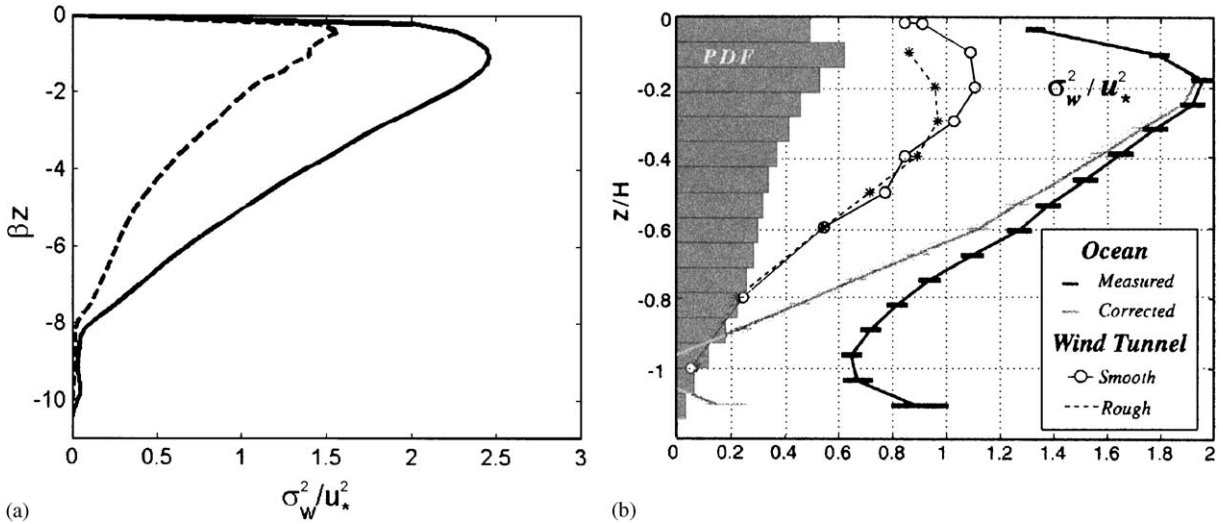 0
-2
-4
-6
-8
-10
βz
0 0.5 1 1.5 2 2.5 3
σ_w^2/u_*^2
(a)
0
-0.2
-0.4
-0.6
-0.8
-1
z/H
PDF
σ_w^2/u_*^2
Ocean
Measured
Corrected
Wind Tunnel
Smooth
Rough
0 0.2 0.4 0.6 0.8 1 1.2 1.4 1.6 1.8 2
(b)